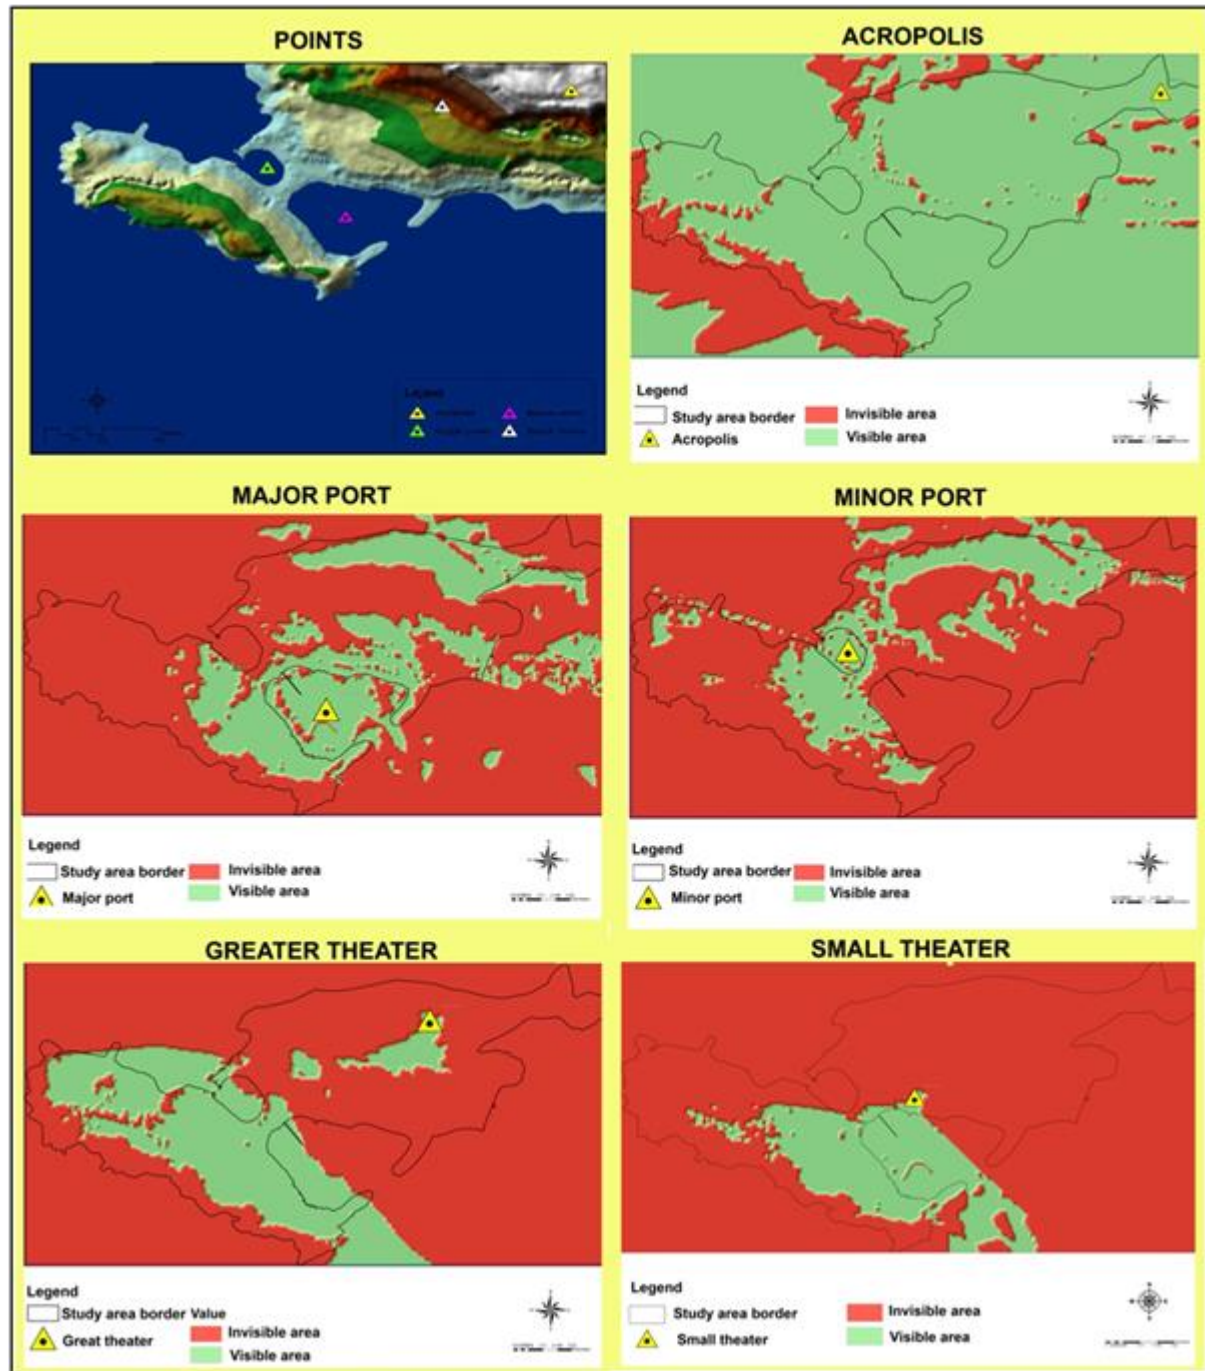 POINTS
ACROPOLIS
Legend
Study area border
Invisible area
Acropolis
Visible area
MAJOR PORT
MINOR PORT
Legend
Study area border
Invisible area
Major port
Visible area
Legend
Study area border
Invisible area
Minor port
Visible area
GREATER THEATER
SMALL THEATER
Legend
Study area border Value
Invisible area
Great theater
Visible area
Legend
Study area border
Invisible area
Small theater
Visible area